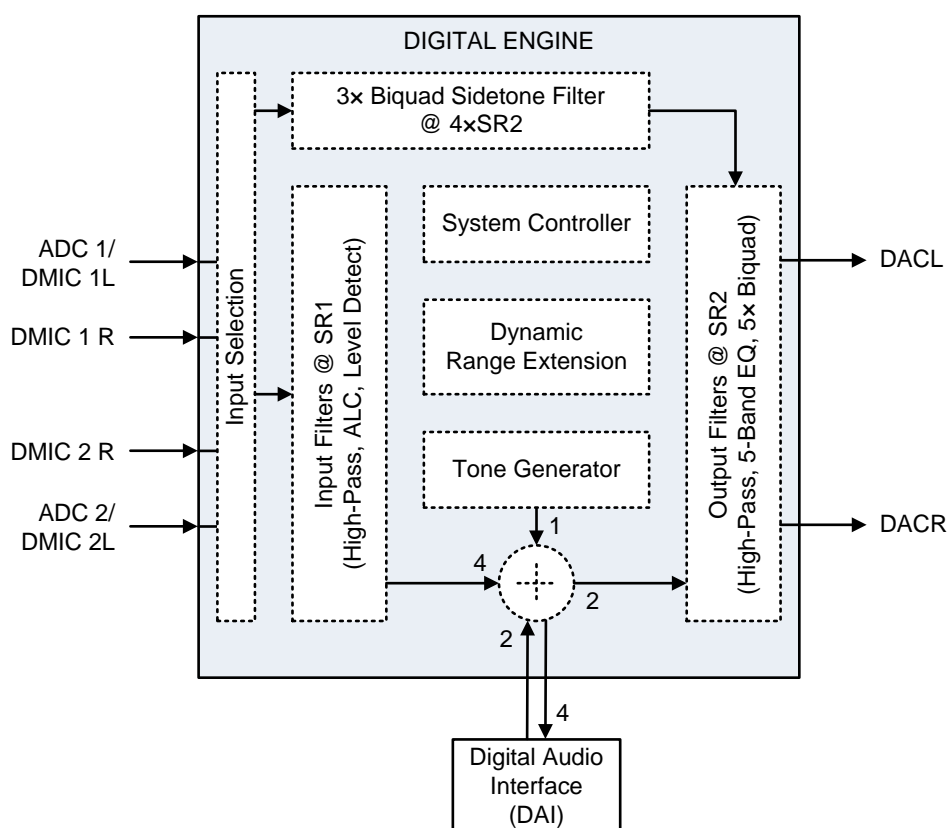 DIGITAL ENGINE
3× Biquad Sidetone Filter
@ 4×SR2
ADC 1/
DMIC 1L
DMIC 1 R
DMIC 2 R
ADC 2/
DMIC 2L
Input Selection
Input Filters @ SR1
(High-Pass, ALC, Level Detect)
System Controller
Dynamic
Range Extension
Tone Generator
1
4
2
2
4
Output Filters @ SR2
(High-Pass, 5-Band EQ, 5× Biquad)
DACL
DACR
Digital Audio
Interface
(DAI)